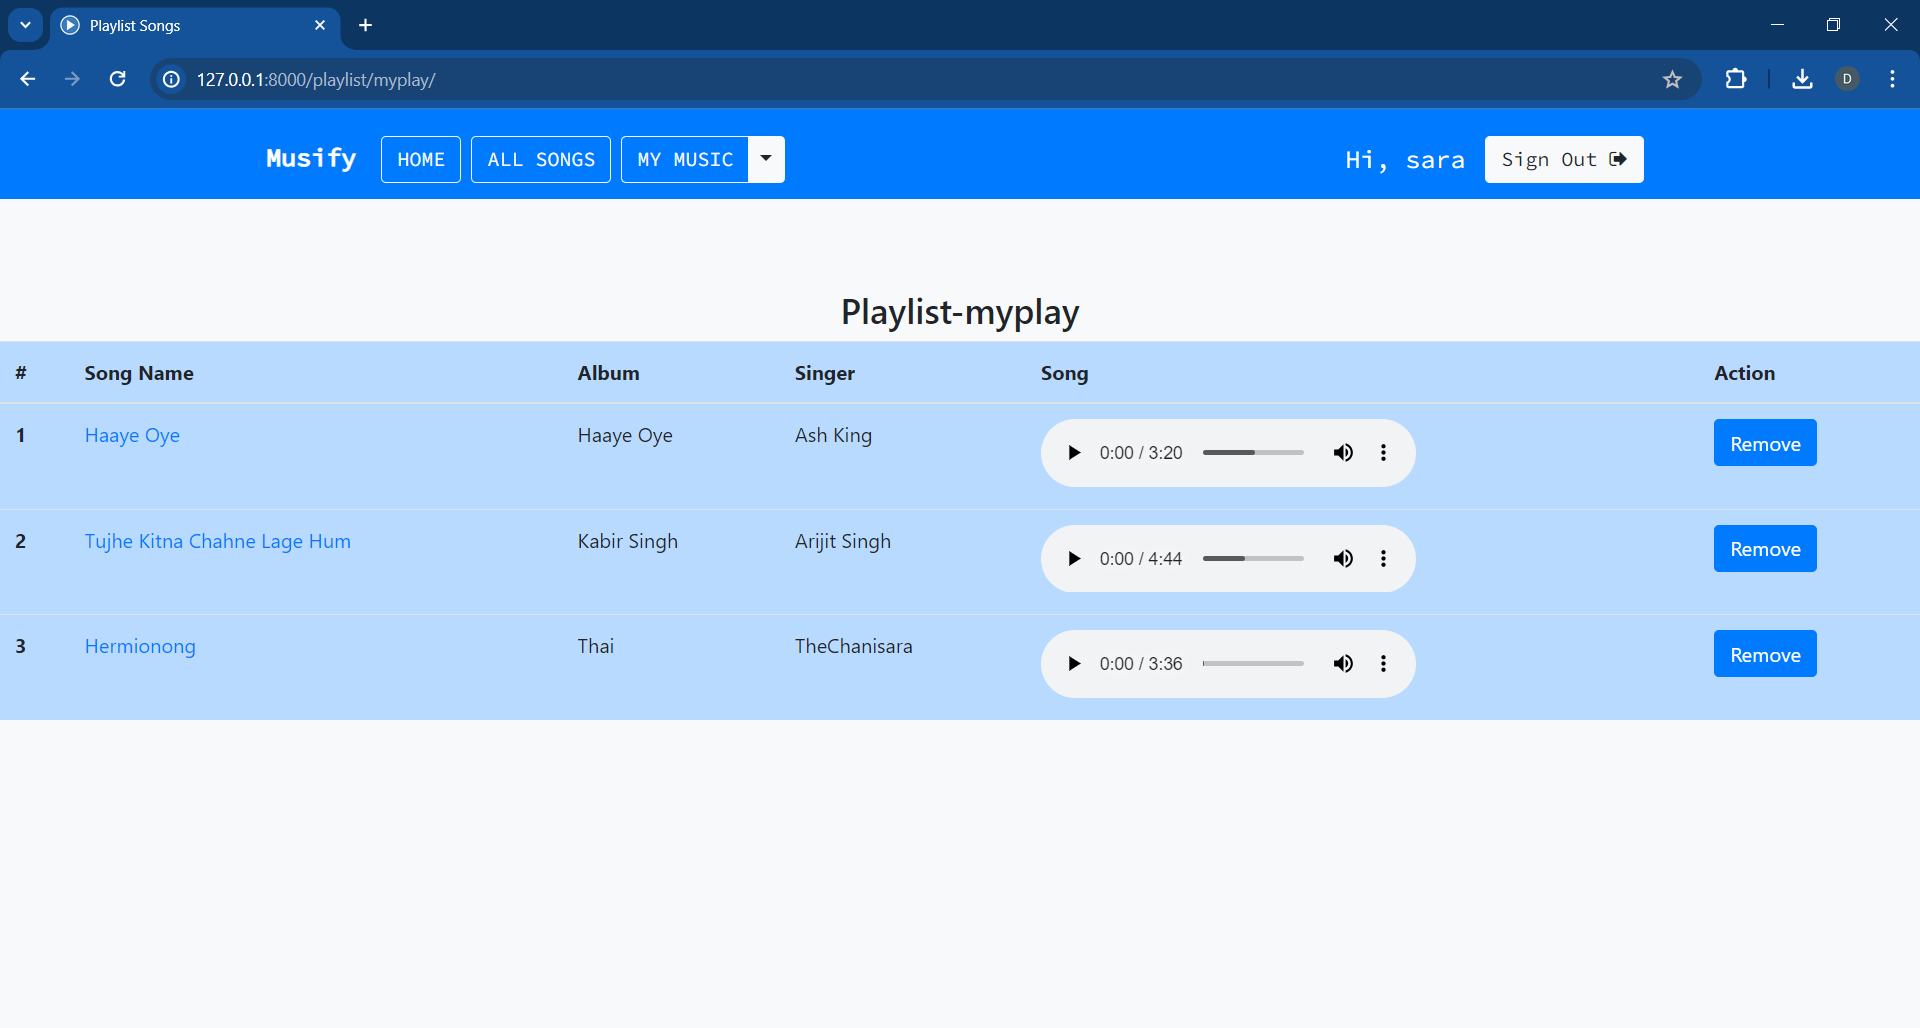 Playlist Songs
127.0.0.1:8000/playlist/myplay/
D
Musify HOME ALL SONGS MY MUSIC Hi, sara Sign Out
Playlist-myplay
# Song Name Album Singer Song Action
1 Haaye Oye Haaye Oye Ash King 0:00 / 3:20 Remove
2 Tujhe Kitna Chahne Lage Hum Kabir Singh Arijit Singh 0:00 / 4:44 Remove
3 Hermionong Thai TheChanisara 0:00 / 3:36 Remove